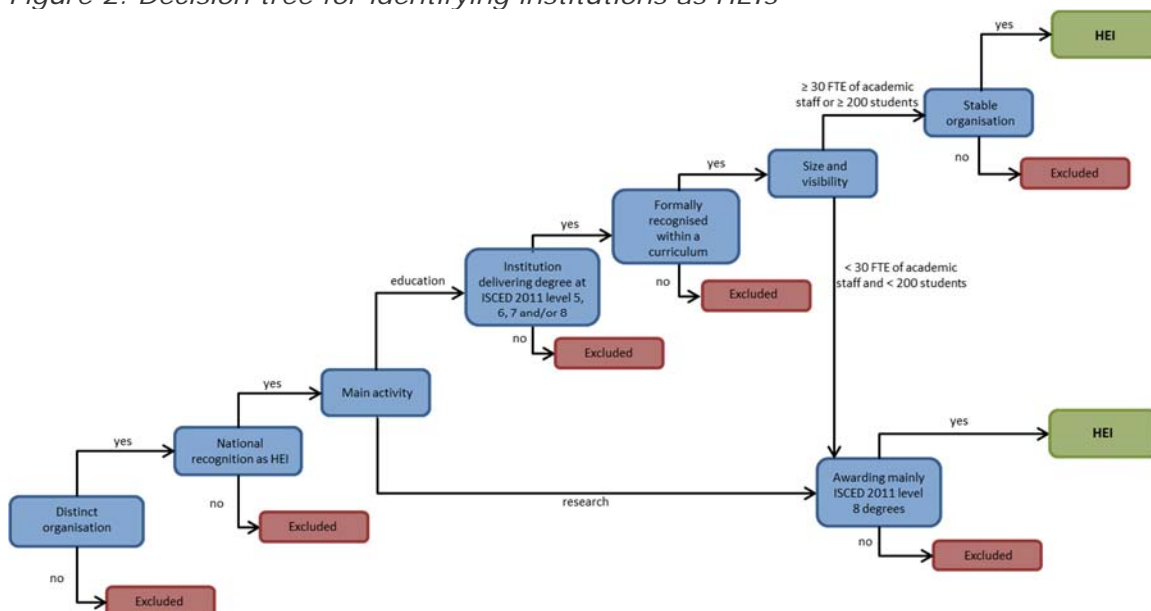 Figure 2: Decision tree for identifying institutions as HEIs
yes
HEI
≥ 30 FTE of academic
staff or ≥ 200 students
Stable
organisation
no
Excluded
yes
Size and
visibility
yes
Formally
recognised
within a
curriculum
< 30 FTE of academic
staff and < 200 students
no
Excluded
education
Institution
delivering degree at
ISCED 2011 level 5,
6, 7 and/or 8
no
Excluded
yes
Main activity
yes
HEI
yes
National
recognition as HEI
Awarding mainly
ISCED 2011 level
8 degrees
research
no
Excluded
Distinct
organisation
no
Excluded
no
Excluded